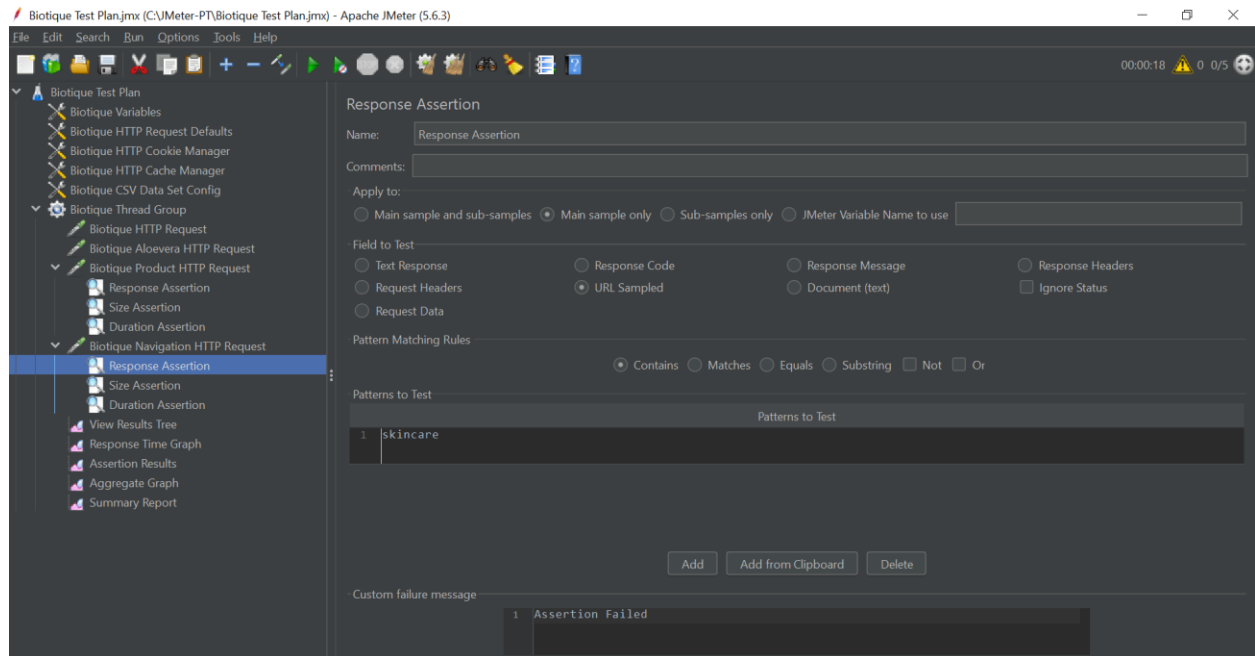 Biotique Test Plan.jmx (C:\JMeter-PT\Biotique Test Plan.jmx) - Apache JMeter (5.6.3)
File Edit Search Run Options Tools Help
00:00:18 0 0/5
Biotique Test Plan
Biotique Variables
Biotique HTTP Request Defaults
Biotique HTTP Cookie Manager
Biotique HTTP Cache Manager
Biotique CSV Data Set Config
Biotique Thread Group
Biotique HTTP Request
Biotique Aloevera HTTP Request
Biotique Product HTTP Request
Response Assertion
Size Assertion
Duration Assertion
Biotique Navigation HTTP Request
Response Assertion
Size Assertion
Duration Assertion
View Results Tree
Response Time Graph
Assertion Results
Aggregate Graph
Summary Report
Response Assertion
Name: Response Assertion
Comments:
Apply to:
Main sample and sub-samples Main sample only Sub-samples only JMeter Variable Name to use
Field to Test
Text Response Response Code Response Message Response Headers
Request Headers URL Sampled Document (text) Ignore Status
Request Data
Pattern Matching Rules
Contains Matches Equals Substring Not Or
Patterns to Test
Patterns to Test
1 skincare
Add Add from Clipboard Delete
Custom failure message
1 Assertion Failed